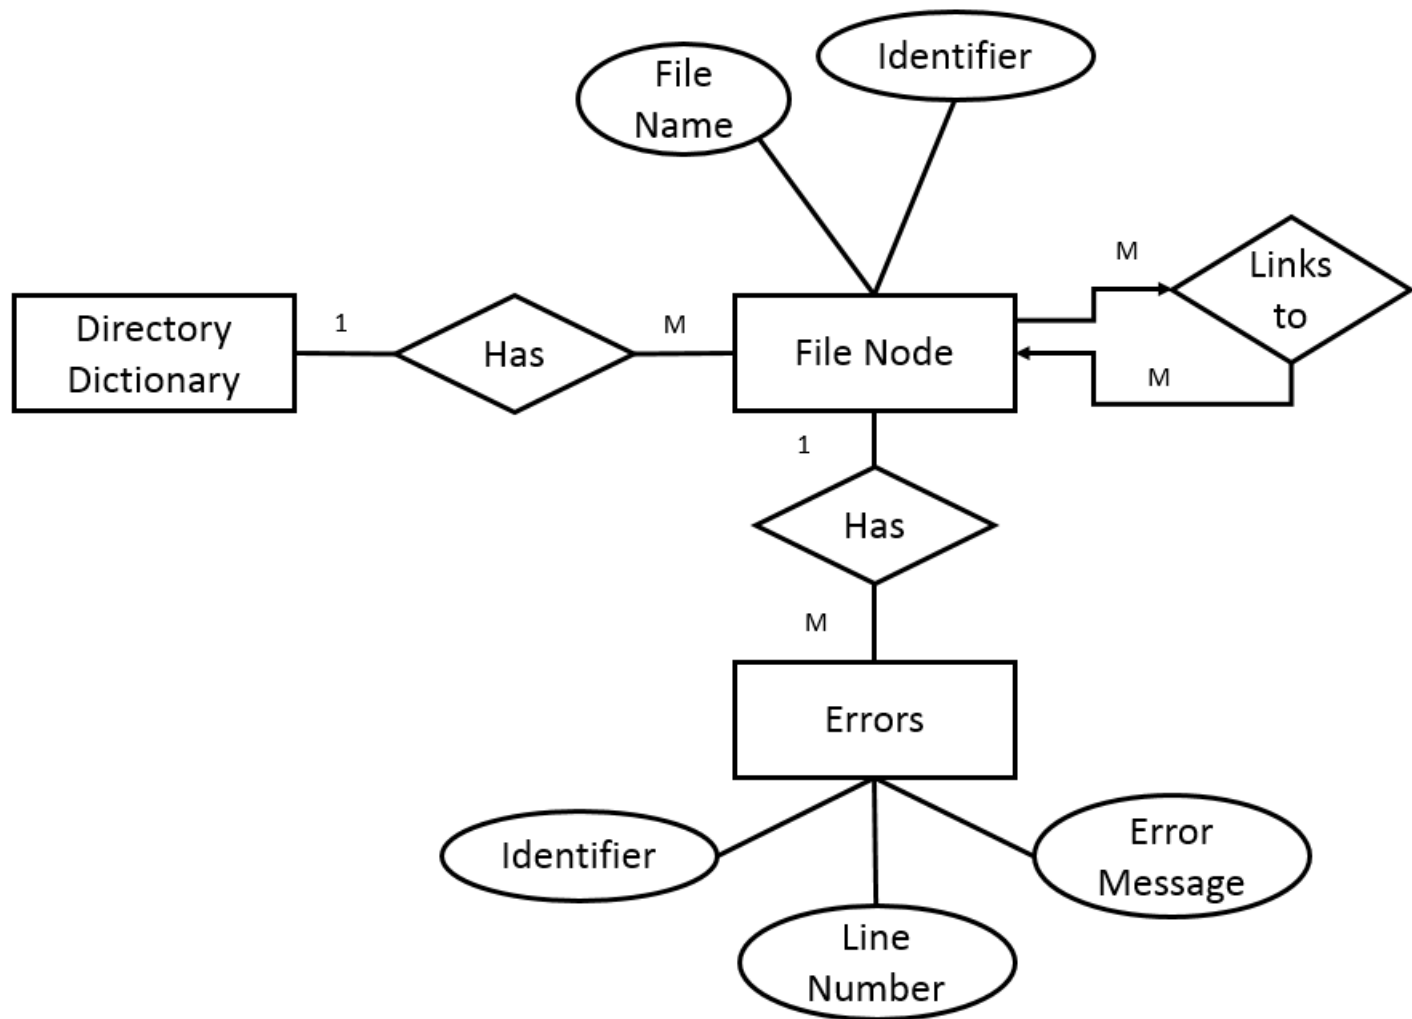 File
Name
Identifier
M
Links
to
Directory
Dictionary
1
Has
M
File Node
M
1
Has
M
Errors
Identifier
Error
Message
Line
Number